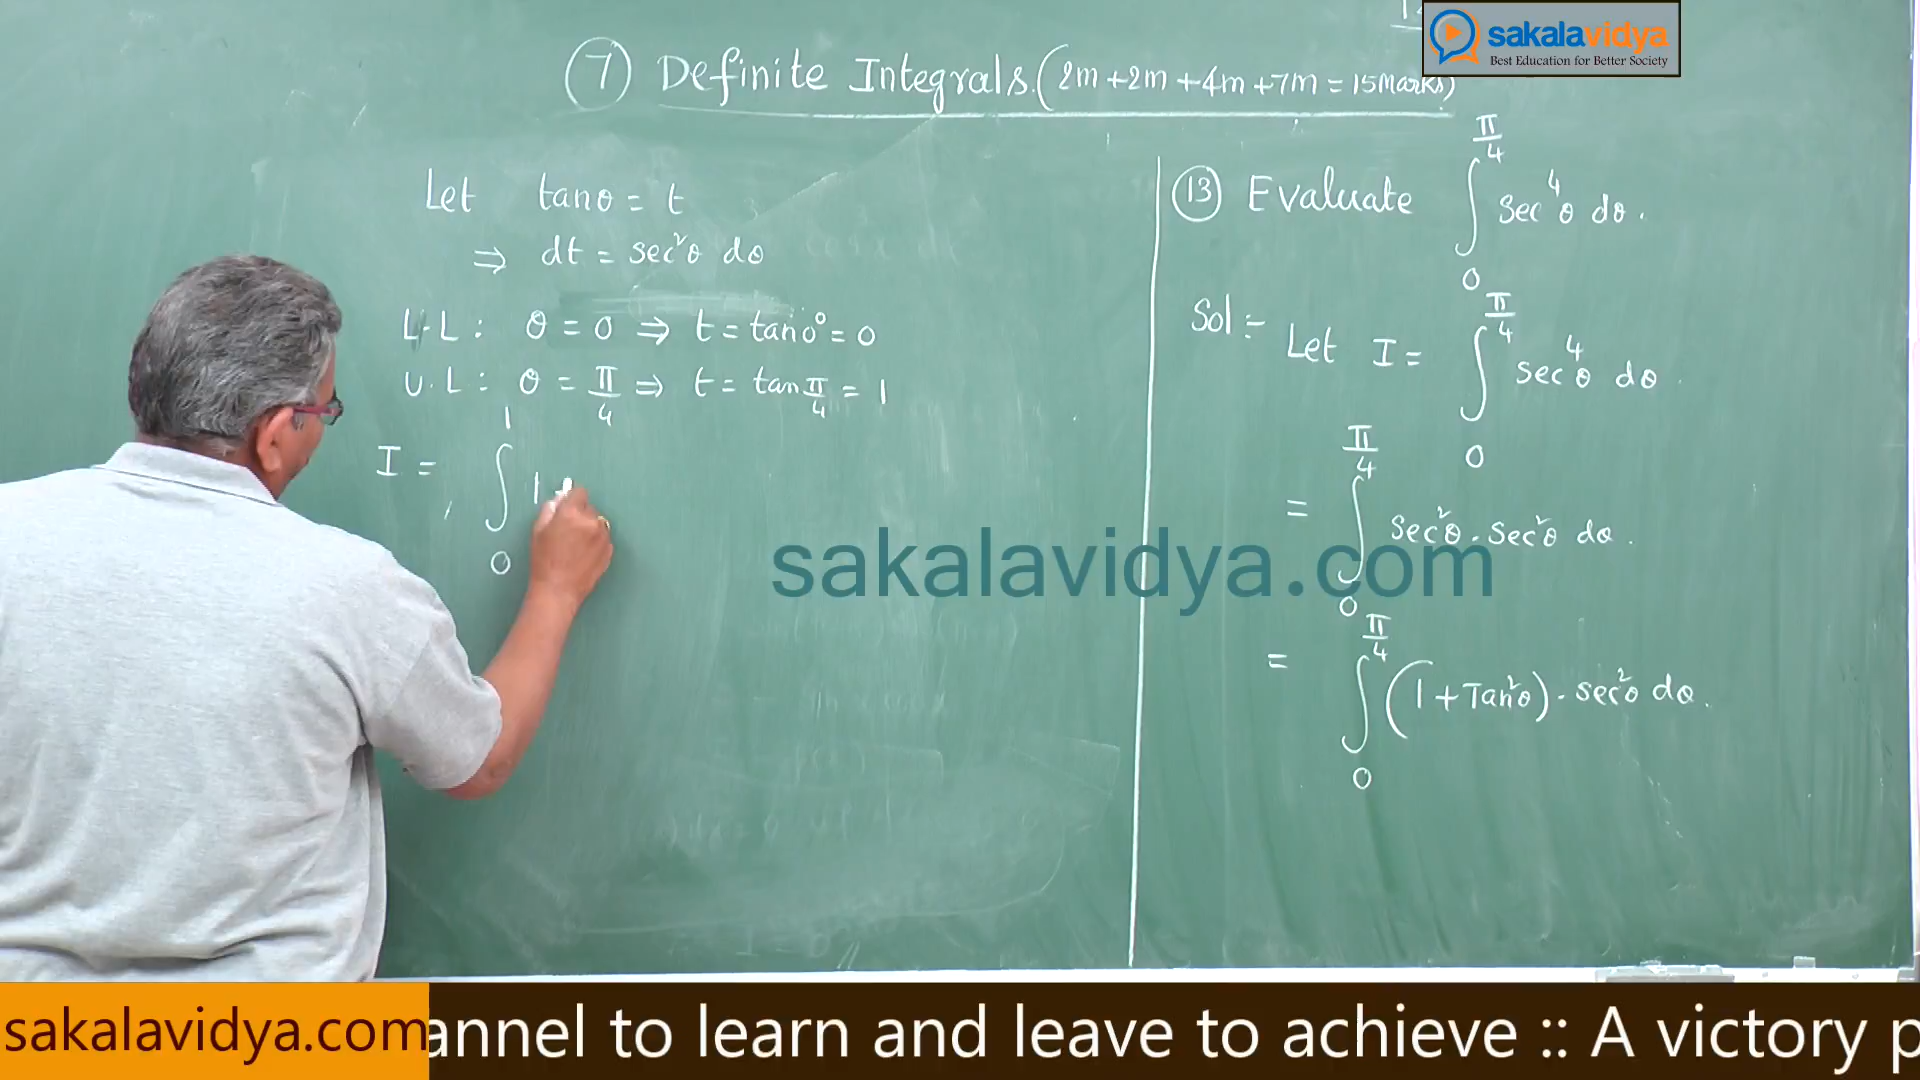 sakalavidya
Best Education for Better Society
(7) Definite Integrals. (2m+2m+4m+7m=15Marks)
Let tanθ = t
⇒ dt = sec²θ dθ
L.L : θ = 0 ⇒ t = tan0° = 0
U.L : θ = π/4 ⇒ t = tan π/4 = 1
I = ∫₀¹ 1 +
(13) Evaluate ∫₀^(π/4) sec⁴θ dθ.
Sol:- Let I = ∫₀^(π/4) sec⁴θ dθ.
= ∫₀^(π/4) sec²θ . sec²θ dθ.
= ∫₀^(π/4) (1 + Tan²θ) . sec²θ dθ.
sakalavidya.com
sakalavidya.com
annel to learn and leave to achieve :: A victory p